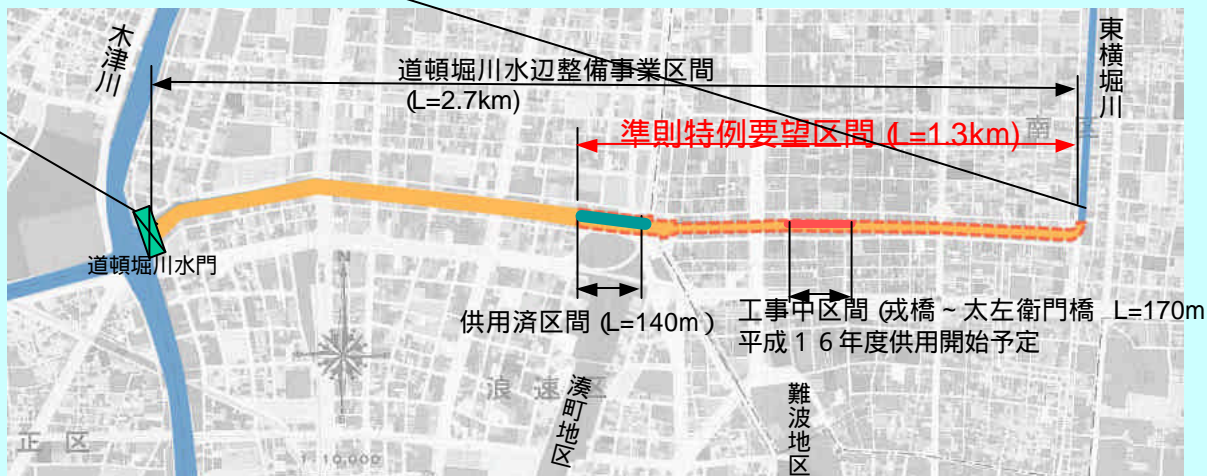 木津川
東横堀川
道頓堀川水辺整備事業区間
(L=2.7km)
南区
準則特例要望区間 (L=1.3km)
道頓堀川水門
供用済区間 (L=140m)
工事中区間 (戎橋～太左衛門橋 L=170m
平成16年度供用開始予定
N
浪速区
湊町地区
難波地区
正区
1:10,000